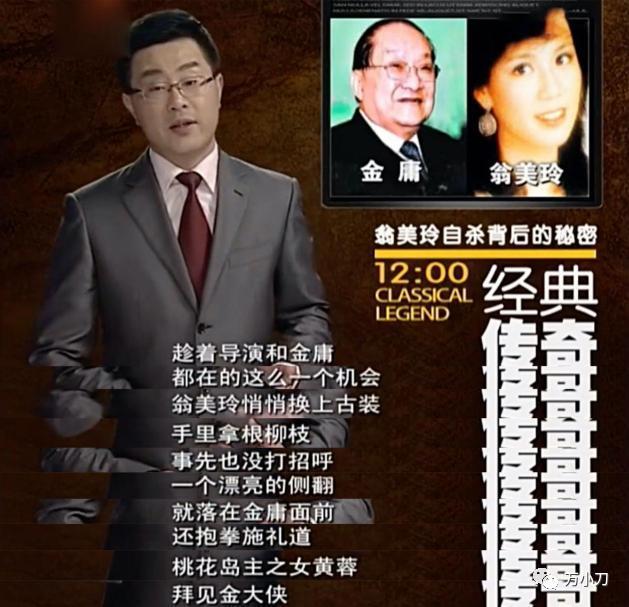 金庸
翁美玲
翁美玲自杀背后的秘密
12:00
CLASSICAL
LEGEND
经典
传奇
趁着导演和金庸
都在的这么一个机会
翁美玲悄悄换上古装
手里拿根柳枝
事先也没打招呼
一个漂亮的侧翻
就落在金庸面前
还抱拳施礼道
桃花岛主之女黄蓉
拜见金大侠
方小刀